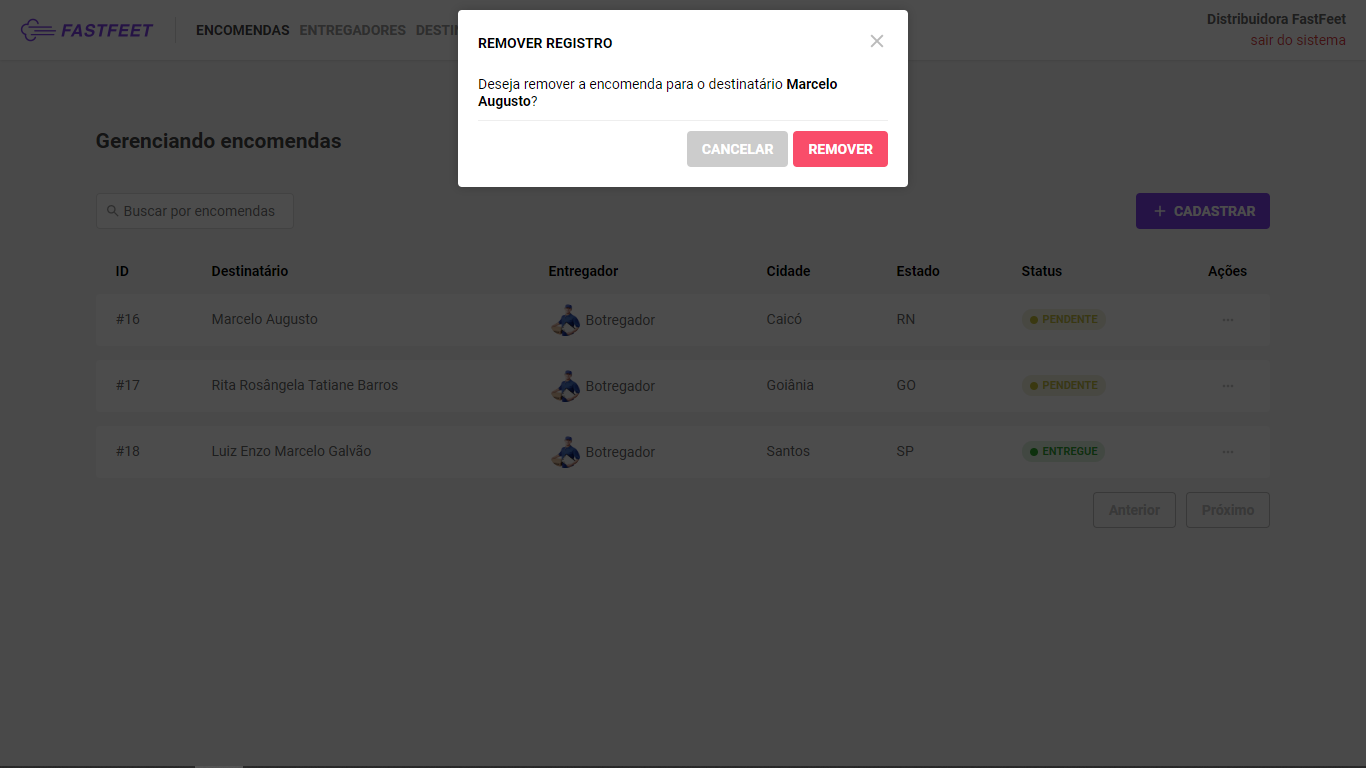 FASTFEET
ENCOMENDAS ENTREGADORES
Distribuidora FastFeet
sair do sistema
REMOVER REGISTRO
Deseja remover a encomenda para o destinatário Marcelo
Augusto?
CANCELAR REMOVER
Gerenciando encomendas
Buscar por encomendas
+ CADASTRAR
ID Destinatário Entregador Cidade Estado Status Ações
#16 Marcelo Augusto Botregador Caicó RN PENDENTE ...
#17 Rita Rosângela Tatiane Barros Botregador Goiânia GO PENDENTE ...
#18 Luiz Enzo Marcelo Galvão Botregador Santos SP ENTREGUE ...
Anterior Próximo